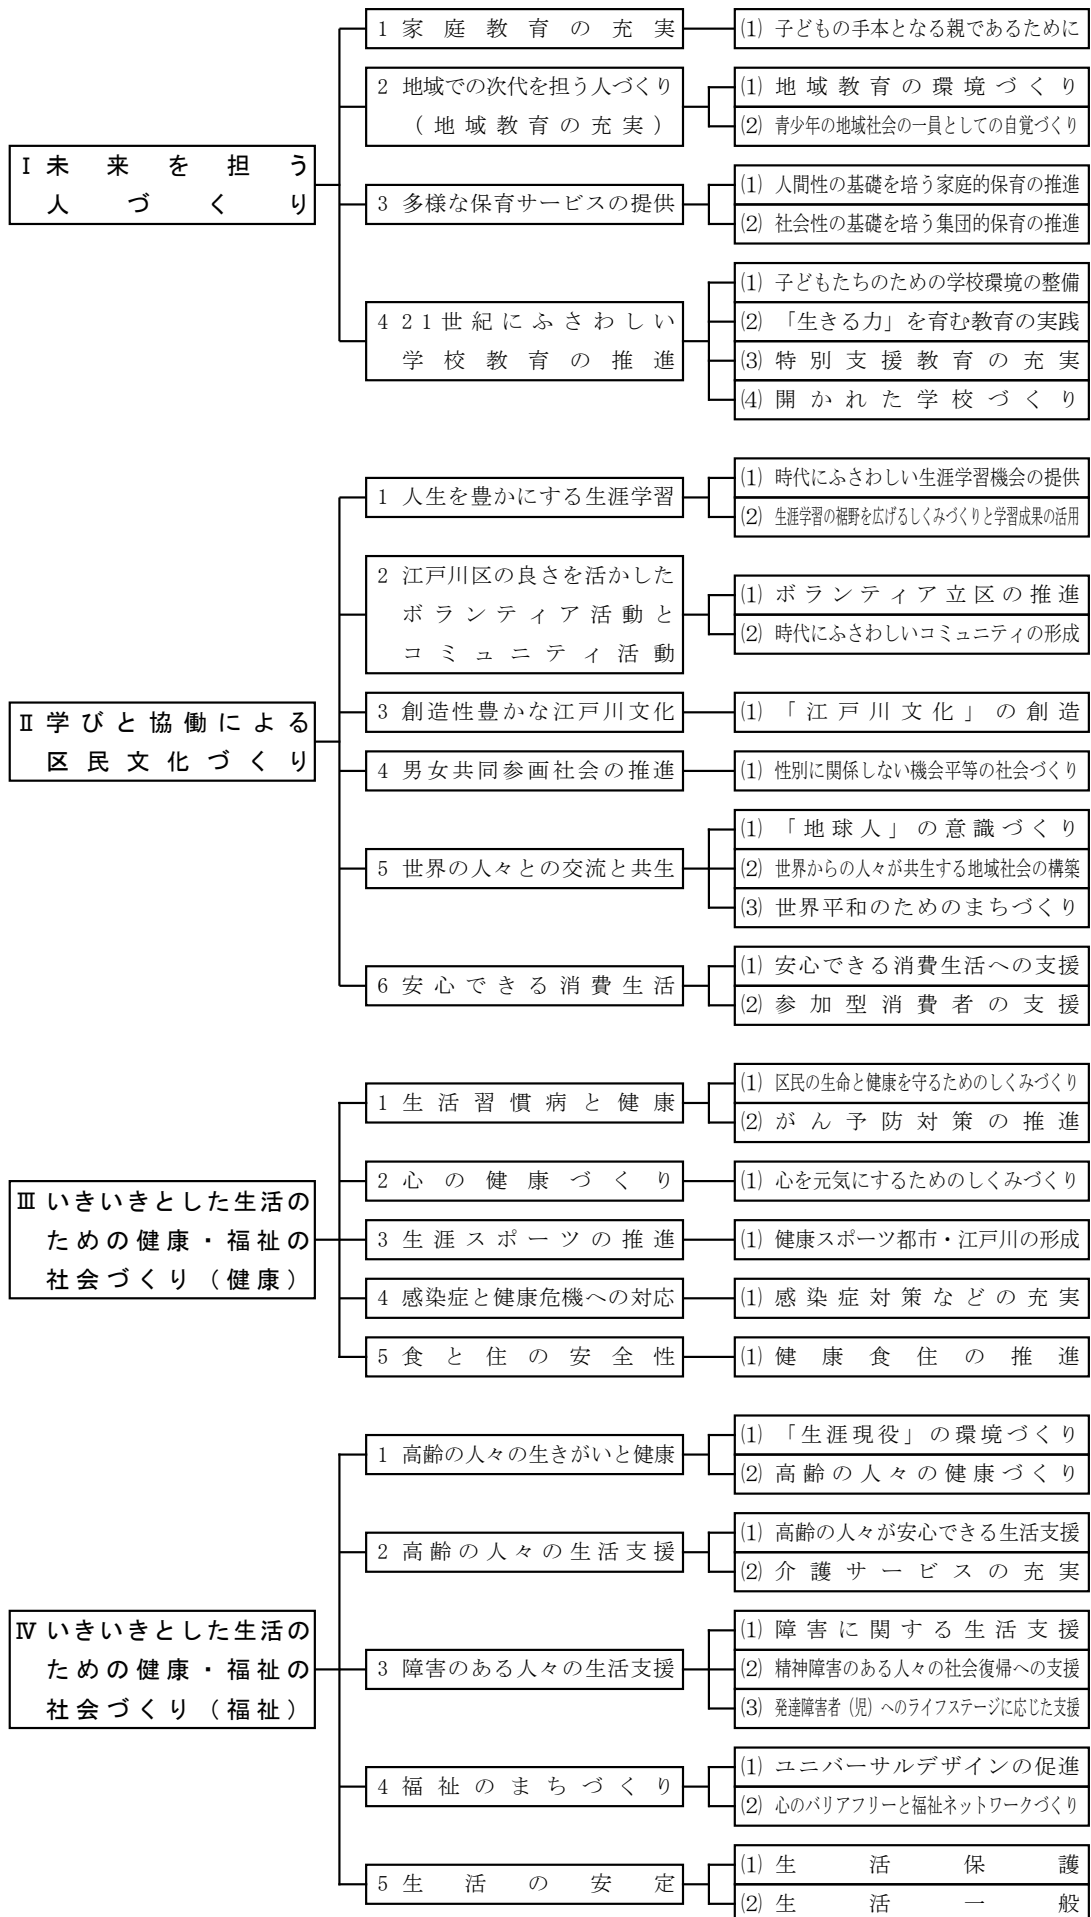 I 未来を担う
人づくり
1 家庭教育の充実
(1) 子どもの手本となる親であるために
2 地域での次代を担う人づくり
(地域教育の充実)
(1) 地域教育の環境づくり
(2) 青少年の地域社会の一員としての自覚づくり
3 多様な保育サービスの提供
(1) 人間性の基礎を培う家庭的保育の推進
(2) 社会性の基礎を培う集団的保育の推進
4 21世紀にふさわしい
学校教育の推進
(1) 子どもたちのための学校環境の整備
(2) 「生きる力」を育む教育の実践
(3) 特別支援教育の充実
(4) 開かれた学校づくり
Ⅱ 学びと協働による
区民文化づくり
1 人生を豊かにする生涯学習
(1) 時代にふさわしい生涯学習機会の提供
(2) 生涯学習の裾野を広げるしくみづくりと学習成果の活用
2 江戸川区の良さを活かした
ボランティア活動と
コミュニティ活動
(1) ボランティア立区の推進
(2) 時代にふさわしいコミュニティの形成
3 創造性豊かな江戸川文化
(1) 「江戸川文化」の創造
4 男女共同参画社会の推進
(1) 性別に関係しない機会平等の社会づくり
5 世界の人々との交流と共生
(1) 「地球人」の意識づくり
(2) 世界からの人々が共生する地域社会の構築
(3) 世界平和のためのまちづくり
6 安心できる消費生活
(1) 安心できる消費生活への支援
(2) 参加型消費者の支援
Ⅲ いきいきとした生活の
ための健康・福祉の
社会づくり（健康）
1 生活習慣病と健康
(1) 区民の生命と健康を守るためのしくみづくり
(2) がん予防対策の推進
2 心の健康づくり
(1) 心を元気にするためのしくみづくり
3 生涯スポーツの推進
(1) 健康スポーツ都市・江戸川の形成
4 感染症と健康危機への対応
(1) 感染症対策などの充実
5 食と住の安全性
(1) 健康食住の推進
Ⅳ いきいきとした生活の
ための健康・福祉の
社会づくり（福祉）
1 高齢の人々の生きがいと健康
(1) 「生涯現役」の環境づくり
(2) 高齢の人々の健康づくり
2 高齢の人々の生活支援
(1) 高齢の人々が安心できる生活支援
(2) 介護サービスの充実
3 障害のある人々の生活支援
(1) 障害に関する生活支援
(2) 精神障害のある人々の社会復帰への支援
(3) 発達障害者（児）へのライフステージに応じた支援
4 福祉のまちづくり
(1) ユニバーサルデザインの促進
(2) 心のバリアフリーと福祉ネットワークづくり
5 生活の安定
(1) 生活保護
(2) 生活一般